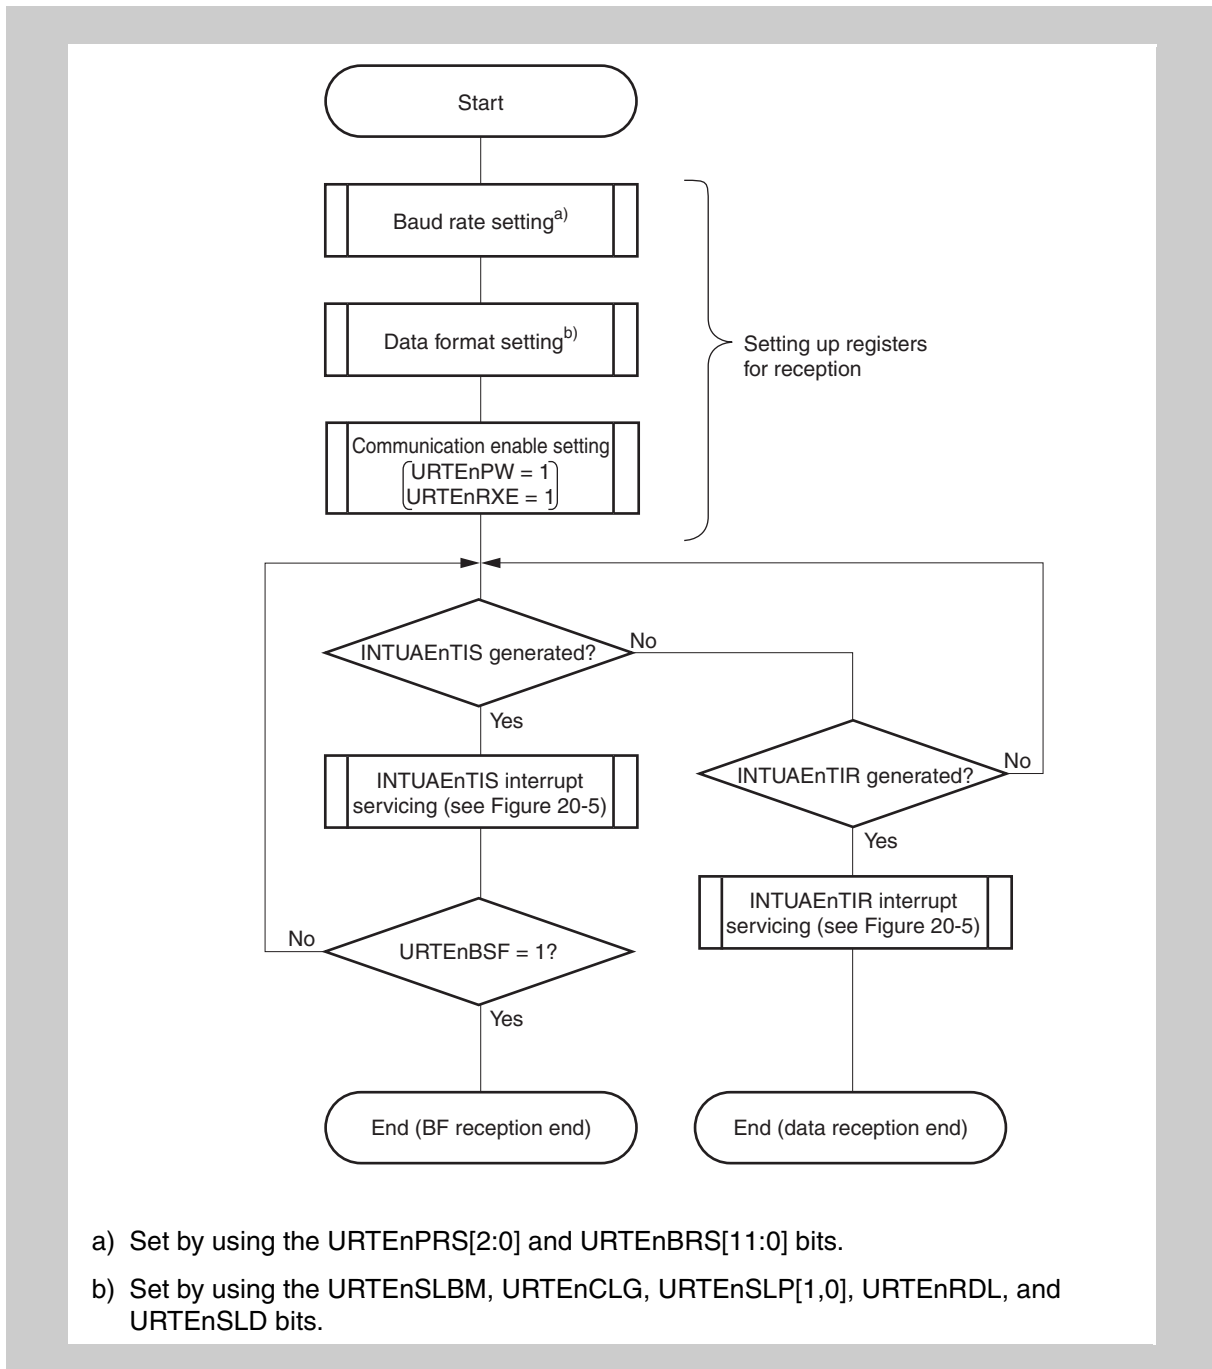 Start
Baud rate setting a)
Data format setting b)
Setting up registers
for reception
Communication enable setting
URTEnPW = 1
URTEnRXE = 1
INTUAEnTIS generated?
No
Yes
INTUAEnTIR generated?
No
INTUAEnTIS interrupt
servicing (see Figure 20-5)
Yes
INTUAEnTIR interrupt
servicing (see Figure 20-5)
No
URTEnBSF = 1?
Yes
End (BF reception end)
End (data reception end)
a) Set by using the URTEnPRS[2:0] and URTEnBRS[11:0] bits.
b) Set by using the URTEnSLBM, URTEnCLG, URTEnSLP[1,0], URTEnRDL, and
URTEnSLD bits.